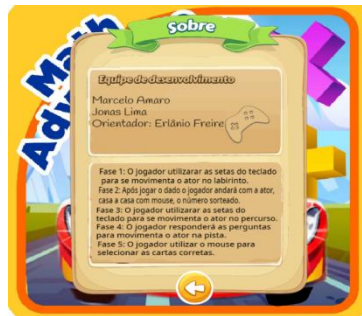 Sobre
Math
Adv
Equipe de desenvolvimento
Marcelo Amaro
Jonas Lima
Orientador: Erlânio Freire
Fase 1: O jogador utilizarar as setas do teclado
para se movimenta o ator no labirinto.
Fase 2: Após jogar o dado o jogador andará com o ator,
casa a casa com mouse, o número sorteado.
Fase 3: O jogador utilizarar as setas do
teclado para se movimenta o ator no percurso.
Fase 4: O jogador responderá as perguntas
para movimenta o ator na pista.
Fase 5: O jogador utilizar o mouse para
selecionar as cartas corretas.